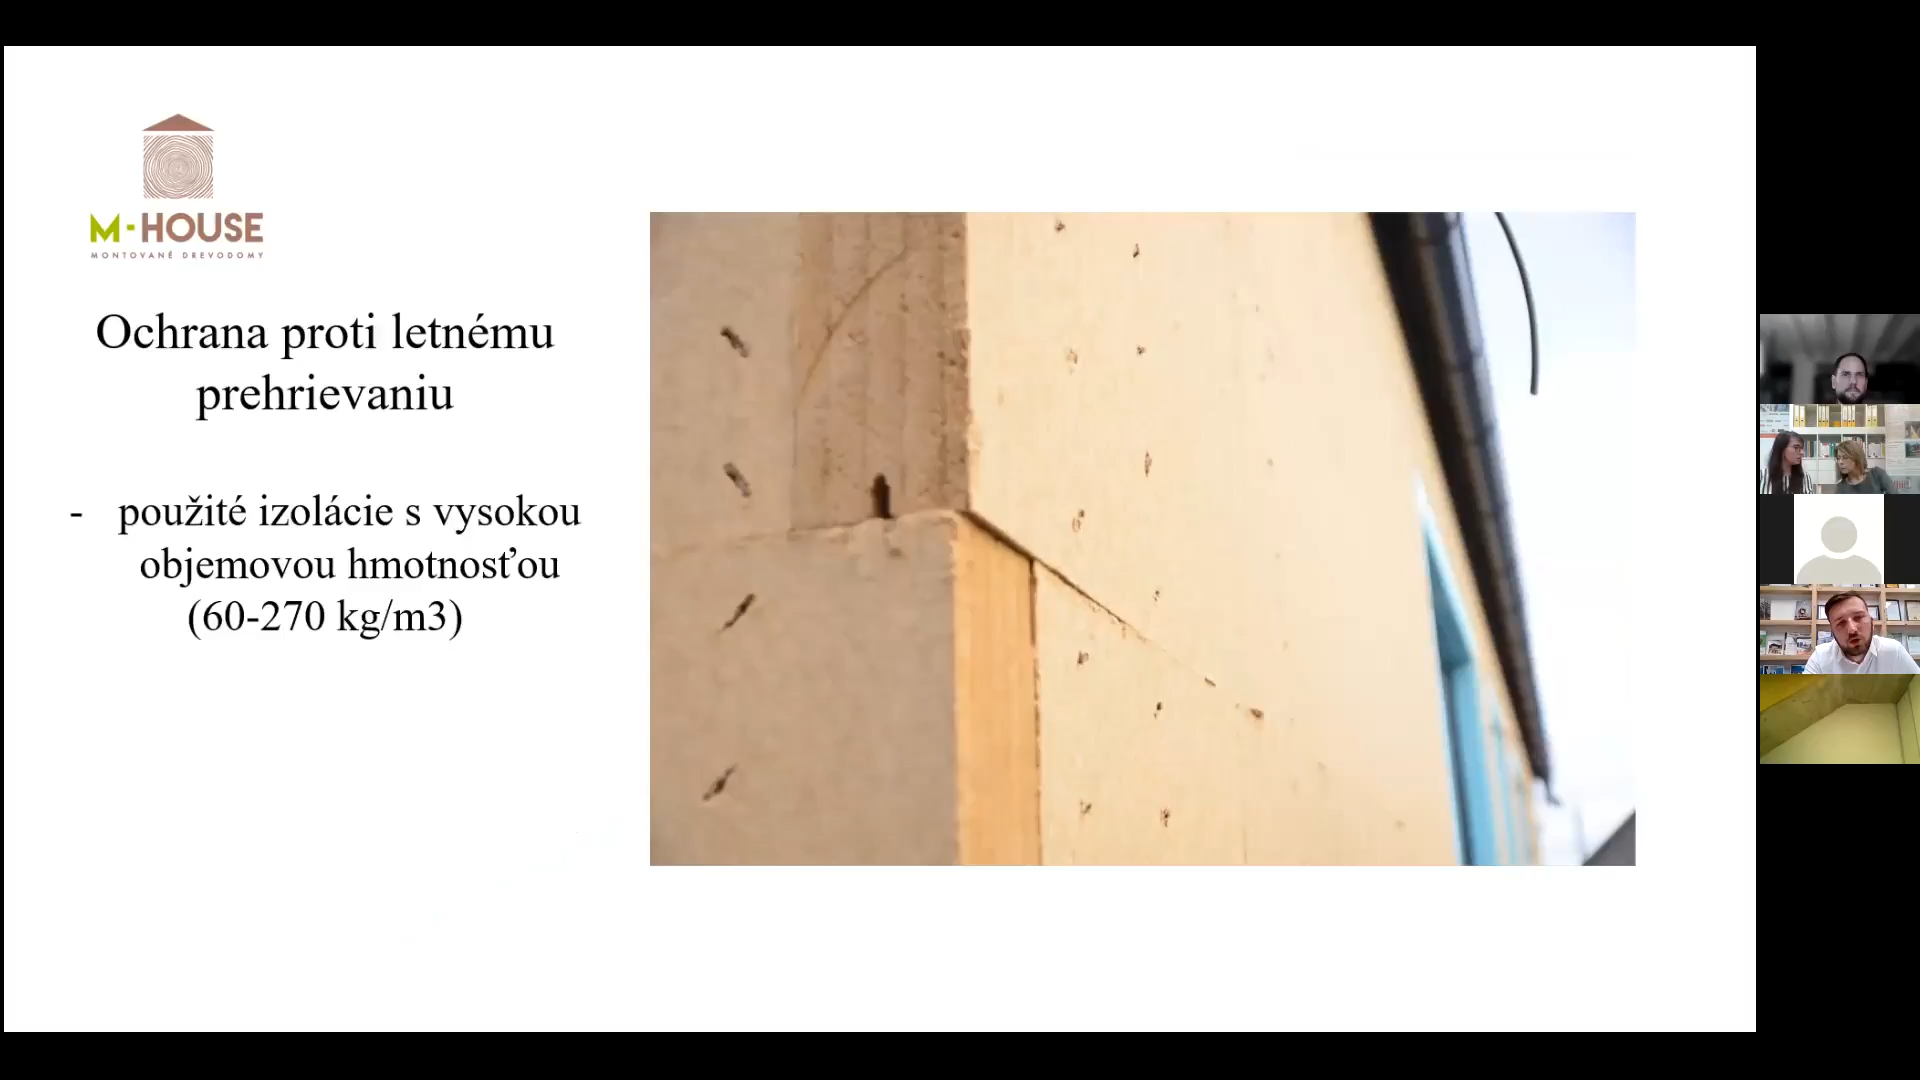 M-HOUSE
MONTOVANÉ DREVODOMY
Ochrana proti letnému
prehrievaniu
- použité izolácie s vysokou
objemovou hmotnosťou
(60-270 kg/m3)